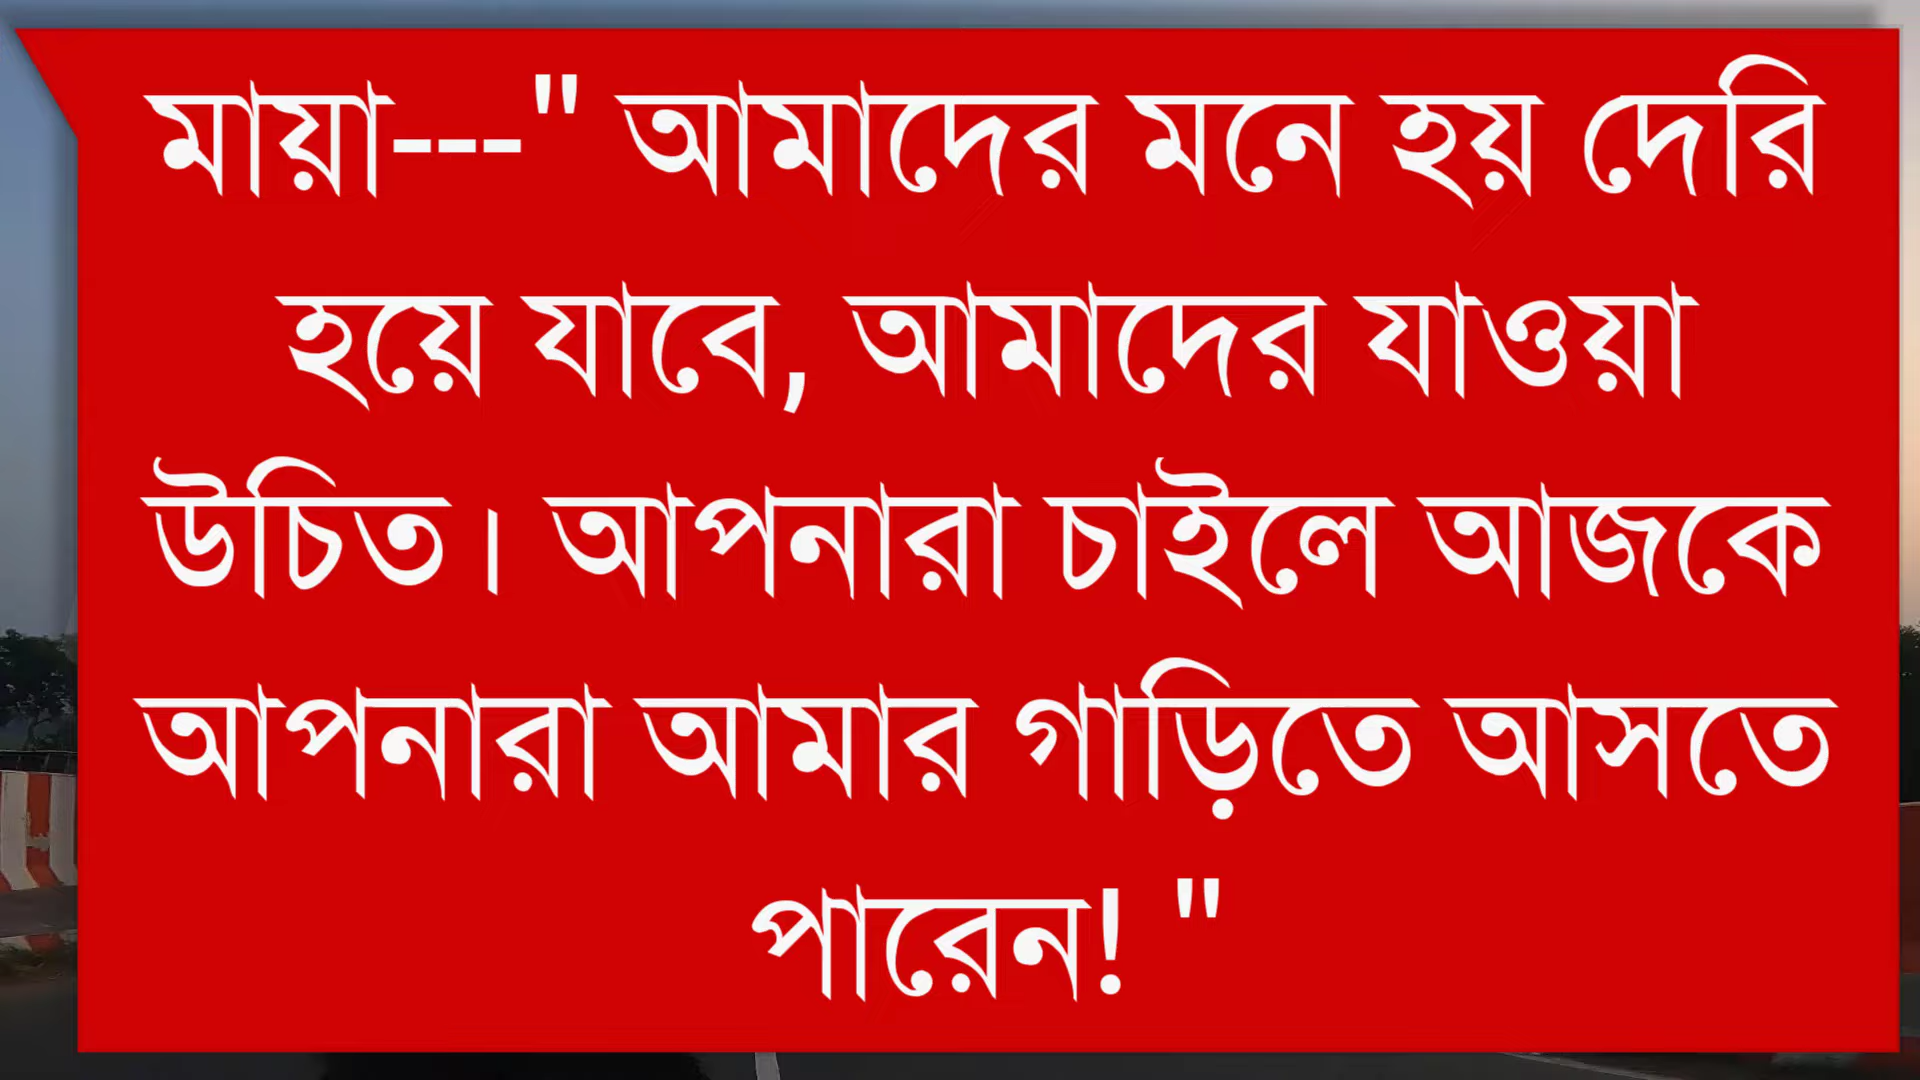 মায়া---" আমাদের মনে হয় দেরি
হয়ে যাবে, আমাদের যাওয়া
উচিত। আপনারা চাইলে আজকে
আপনারা আমার গাড়িতে আসতে
পারেন! "